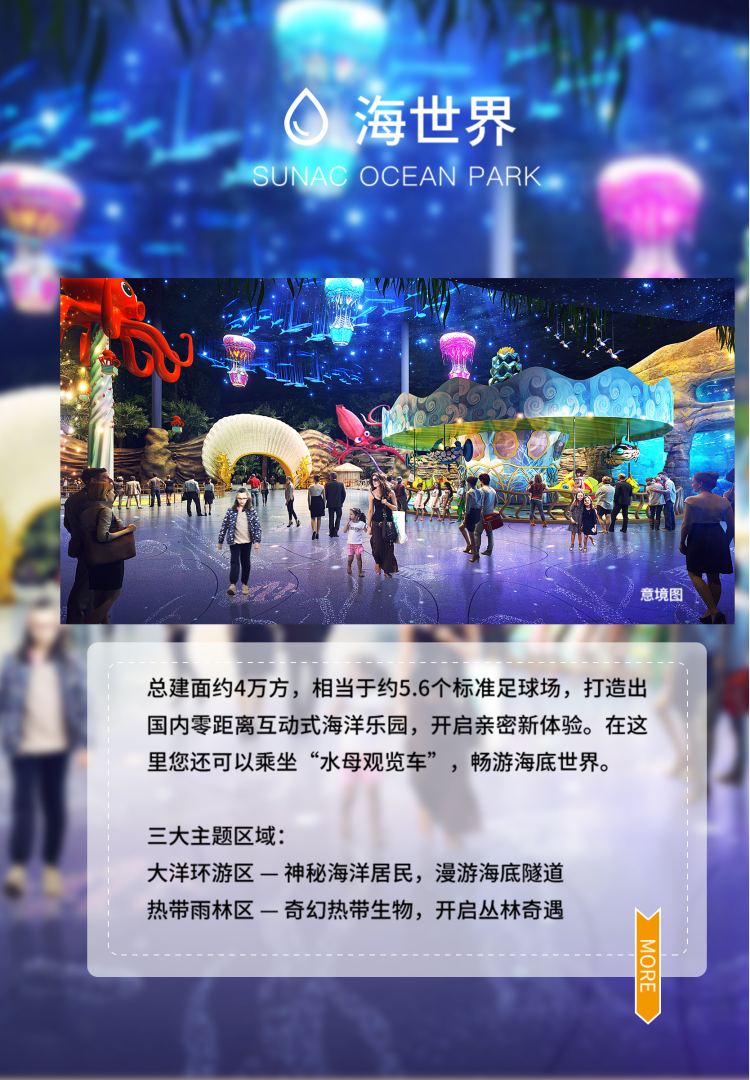 海世界
SUNAC OCEAN PARK
意境图
总建面约4万方，相当于约5.6个标准足球场，打造出
国内零距离互动式海洋乐园，开启亲密新体验。在这
里您还可以乘坐“水母观览车”，畅游海底世界。
三大主题区域：
大洋环游区 — 神秘海洋居民，漫游海底隧道
热带雨林区 — 奇幻热带生物，开启丛林奇遇
MORE